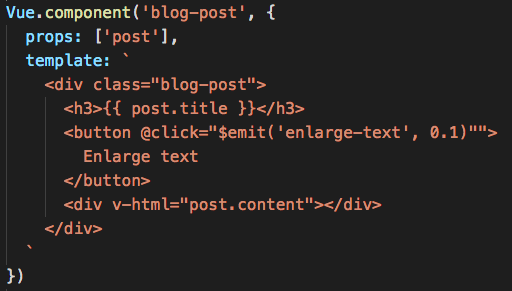 Vue.component('blog-post', {
  props: ['post'],
  template: `
    <div class="blog-post">
      <h3>{{ post.title }}</h3>
      <button @click="$emit('enlarge-text', 0.1)"">
        Enlarge text
      </button>
      <div v-html="post.content"></div>
    </div>
  `
})